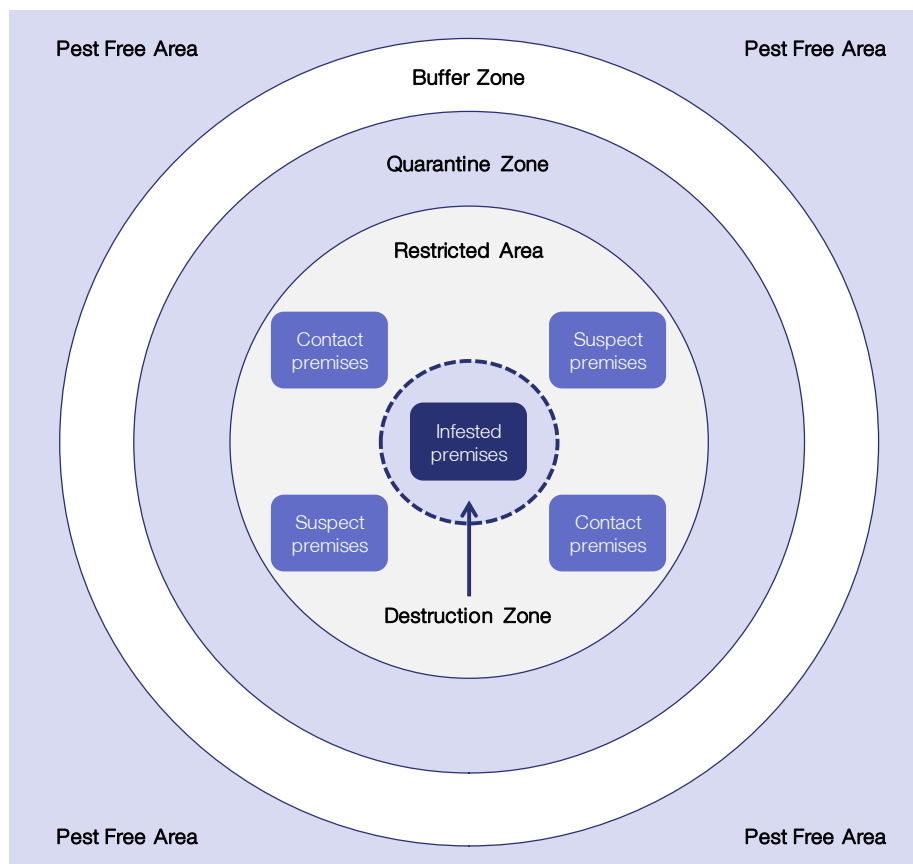 Pest Free Area
Pest Free Area
Buffer Zone
Quarantine Zone
Restricted Area
Contact
premises
Suspect
premises
Infested
premises
Suspect
premises
Contact
premises
Destruction Zone
Pest Free Area
Pest Free Area